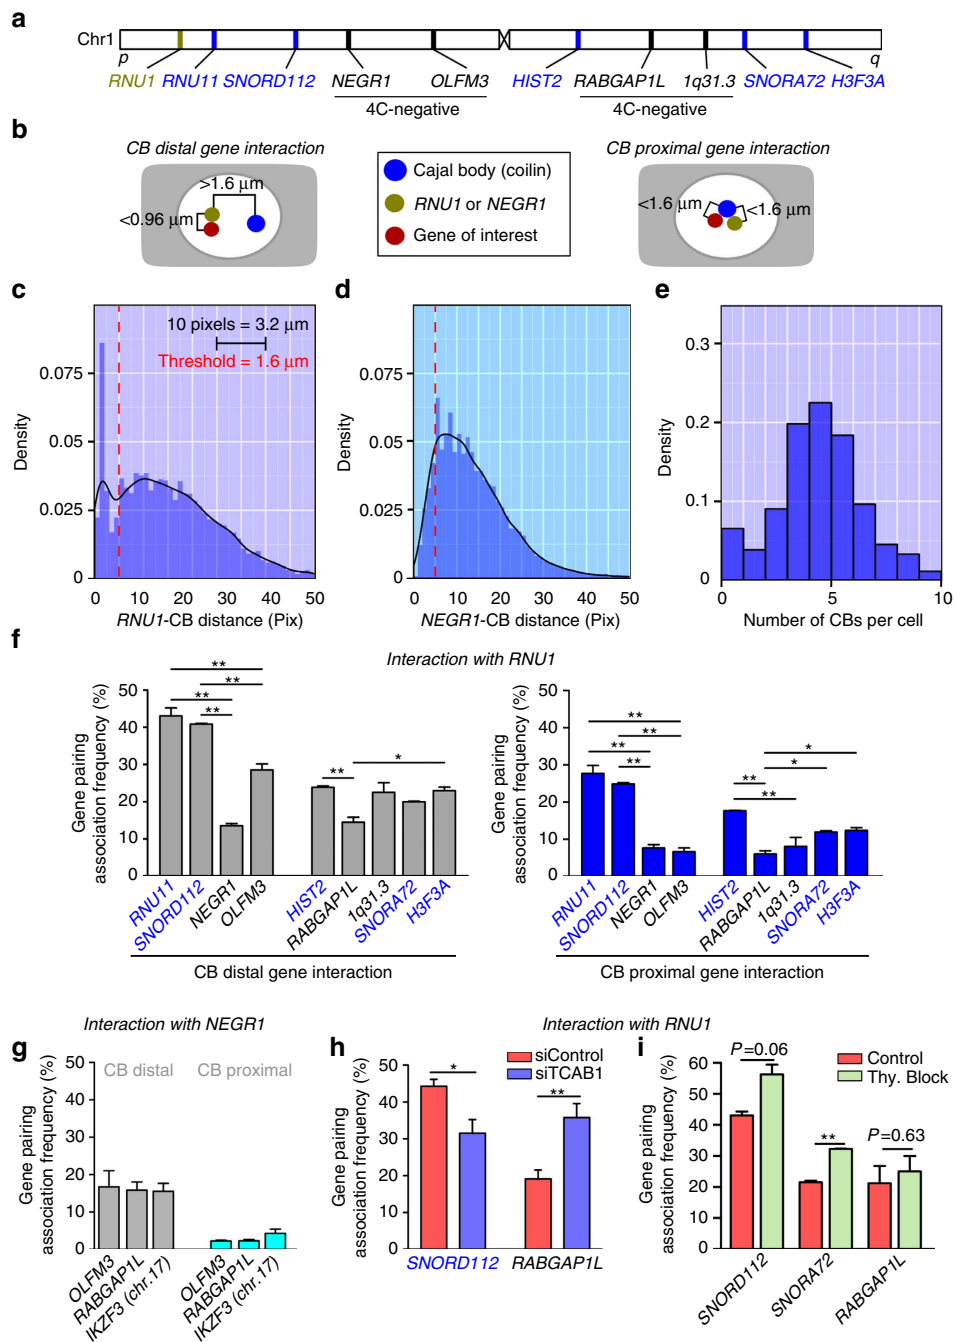 a
Chr1
p
q
RNU1 RNU11 SNORD112 NEGR1 OLFM3 HIST2 RABGAP1L 1q31.3 SNORA72 H3F3A
4C-negative
4C-negative
b
CB distal gene interaction
>1.6 µm
<0.96 µm
Cajal body (coilin)
RNU1 or NEGR1
Gene of interest
CB proximal gene interaction
<1.6 µm
<1.6 µm
c
10 pixels = 3.2 µm
Threshold = 1.6 µm
Density
0.075
0.05
0.025
0
0 10 20 30 40 50
RNU1-CB distance (Pix)
d
Density
0.075
0.05
0.025
0
0 10 20 30 40 50
NEGR1-CB distance (Pix)
e
Density
0.3
0.2
0.1
0
0 5 10
Number of CBs per cell
f
Interaction with RNU1
Gene pairing
association frequency (%)
50
40
30
20
10
0
**
**
**
**
**
*
RNU11
SNORD112
NEGR1
OLFM3
HIST2
RABGAP1L
1q31.3
SNORA72
H3F3A
CB distal gene interaction
Gene pairing
association frequency (%)
50
40
30
20
10
0
**
**
**
**
*
*
**
**
RNU11
SNORD112
NEGR1
OLFM3
HIST2
RABGAP1L
1q31.3
SNORA72
H3F3A
CB proximal gene interaction
g
Interaction with NEGR1
Gene pairing
association frequency (%)
50
40
30
20
10
0
CB distal
CB proximal
OLFM3
RABGAP1L
IKZF3 (chr.17)
OLFM3
RABGAP1L
IKZF3 (chr.17)
Interaction with RNU1
h
Gene pairing
association frequency (%)
50
40
30
20
10
0
siControl
siTCAB1
*
**
SNORD112
RABGAP1L
i
Gene pairing
association frequency (%)
60
50
40
30
20
10
0
Control
Thy. Block
P=0.06
**
P=0.63
SNORD112
SNORA72
RABGAP1L